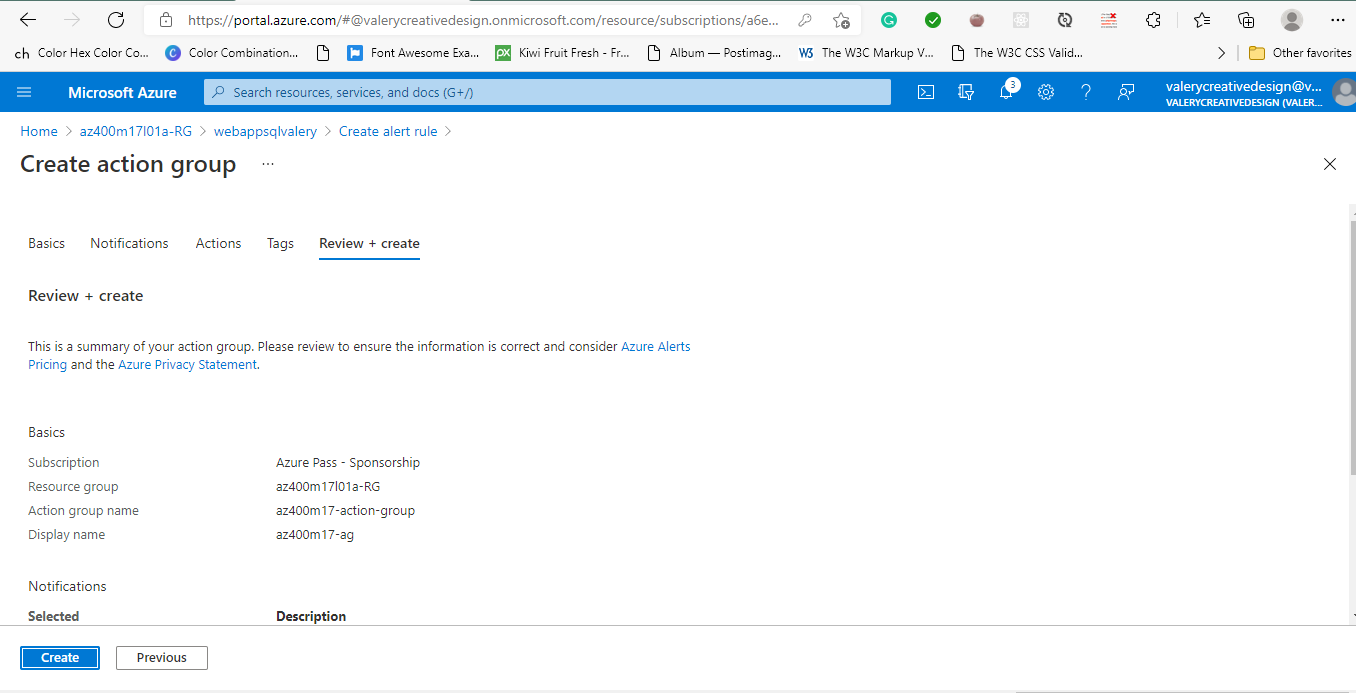 https://portal.azure.com/#@valerycreativedesign.onmicrosoft.com/resource/subscriptions/a6e...
ch Color Hex Color Co... C Color Combination... Font Awesome Exa... px Kiwi Fruit Fresh - Fr... Album — Postimag... W3 The W3C Markup V... The W3C CSS Valid... Other favorites
Microsoft Azure Search resources, services, and docs (G+/) 3 valerycreativedesign@v...
VALERYCREATIVEDESIGN (VALER...
Home > az400m17l01a-RG > webappsqlvalery > Create alert rule >
Create action group ...
Basics Notifications Actions Tags Review + create
Review + create
This is a summary of your action group. Please review to ensure the information is correct and consider Azure Alerts
Pricing and the Azure Privacy Statement.
Basics
Subscription Azure Pass - Sponsorship
Resource group az400m17l01a-RG
Action group name az400m17-action-group
Display name az400m17-ag
Notifications
Selected Description
Create Previous